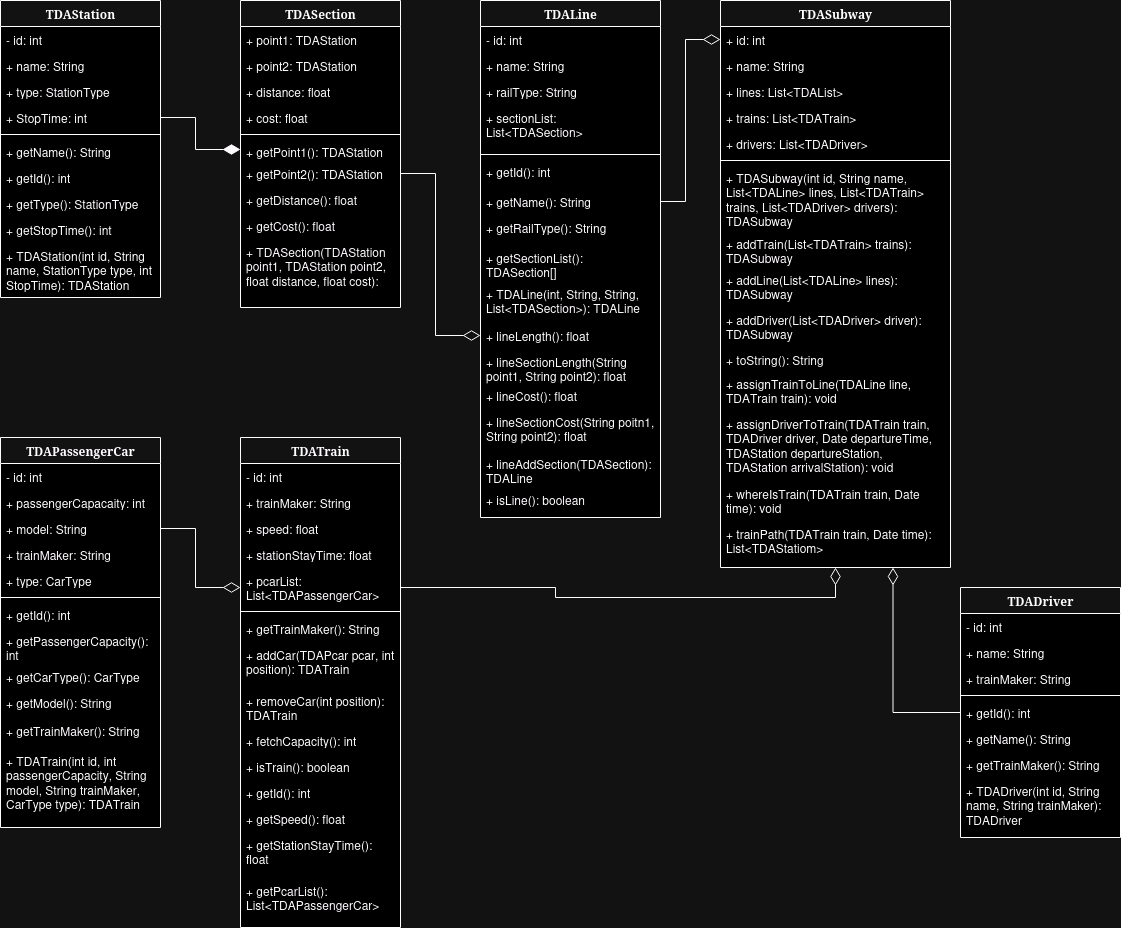 TDAStation
- id: int
+ name: String
+ type: StationType
+ StopTime: int
+ getName(): String
+ getId(): int
+ getType(): StationType
+ getStopTime(): int
+ TDAStation(int id, String
name, StationType type, int
StopTime): TDAStation
TDASection
+ point1: TDAStation
+ point2: TDAStation
+ distance: float
+ cost: float
+ getPoint1(): TDAStation
+ getPoint2(): TDAStation
+ getDistance(): float
+ getCost(): float
+ TDASection(TDAStation
point1, TDAStation point2,
float distance, float cost):
TDALine
- id: int
+ name: String
+ railType: String
+ sectionList:
List<TDASection>
+ getId(): int
+ getName(): String
+ getRailType(): String
+ getSectionList():
TDASection[]
+ TDALine(int, String, String,
List<TDASection>): TDALine
+ lineLength(): float
+ lineSectionLength(String
point1, String point2): float
+ lineCost(): float
+ lineSectionCost(String poitn1,
String point2): float
+ lineAddSection(TDASection):
TDALine
+ isLine(): boolean
TDASubway
+ id: int
+ name: String
+ lines: List<TDAList>
+ trains: List<TDATrain>
+ drivers: List<TDADriver>
+ TDASubway(int id, String name,
List<TDALine> lines, List<TDATrain>
trains, List<TDADriver> drivers):
TDASubway
+ addTrain(List<TDATrain> trains):
TDASubway
+ addLine(List<TDALine> lines):
TDASubway
+ addDriver(List<TDADriver> driver):
TDASubway
+ toString(): String
+ assignTrainToLine(TDALine line,
TDATrain train): void
+ assignDriverToTrain(TDATrain train,
TDADriver driver, Date departureTime,
TDAStation departureStation,
TDAStation arrivalStation): void
+ whereIsTrain(TDATrain train, Date
time): void
+ trainPath(TDATrain train, Date time):
List<TDAStatiom>
TDAPassengerCar
- id: int
+ passengerCapacaity: int
+ model: String
+ trainMaker: String
+ type: CarType
+ getId(): int
+ getPassengerCapacity():
int
+ getCarType(): CarType
+ getModel(): String
+ getTrainMaker(): String
+ TDATrain(int id, int
passengerCapacity, String
model, String trainMaker,
CarType type): TDATrain
TDATrain
- id: int
+ trainMaker: String
+ speed: float
+ stationStayTime: float
+ pcarList:
List<TDAPassengerCar>
+ getTrainMaker(): String
+ addCar(TDAPcar pcar, int
position): TDATrain
+ removeCar(int position):
TDATrain
+ fetchCapacity(): int
+ isTrain(): boolean
+ getId(): int
+ getSpeed(): float
+ getStationStayTime():
float
+ getPcarList():
List<TDAPassengerCar>
TDADriver
- id: int
+ name: String
+ trainMaker: String
+ getId(): int
+ getName(): String
+ getTrainMaker(): String
+ TDADriver(int id, String
name, String trainMaker):
TDADriver